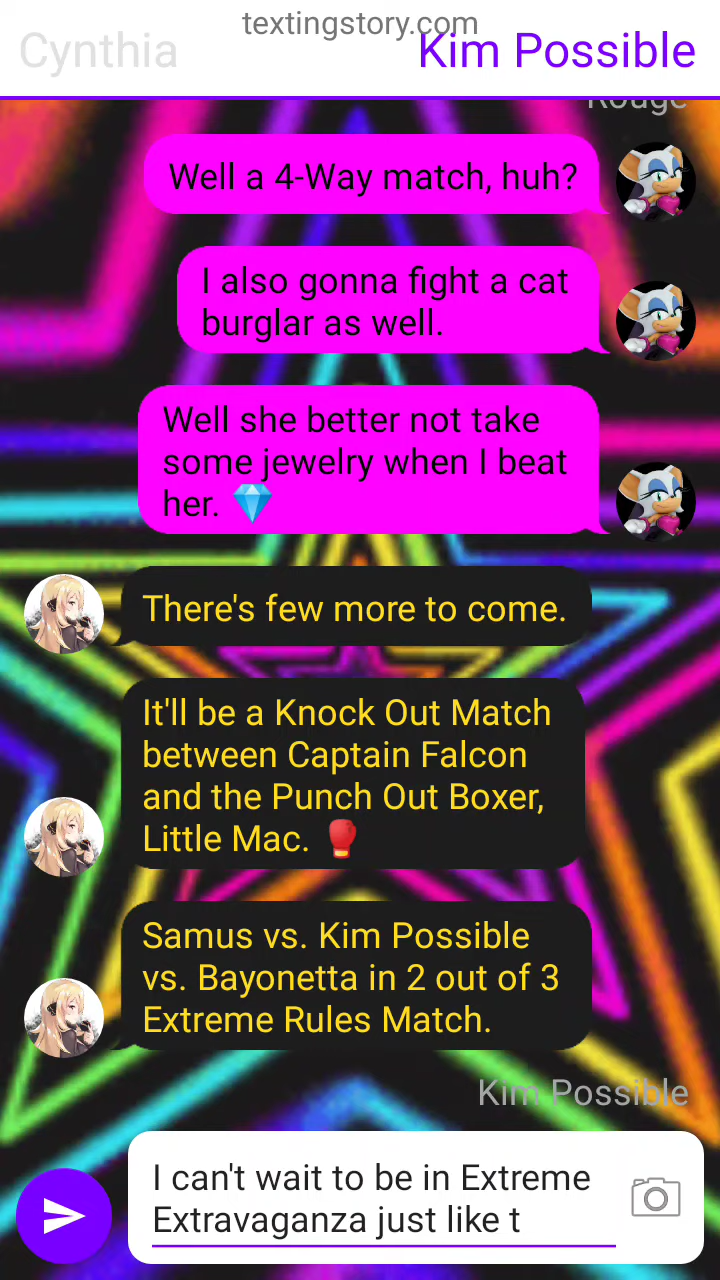 textingstory.com
Cynthia
Kim Possible
Rouge
Well a 4-Way match, huh?
I also gonna fight a cat
burglar as well.
Well she better not take
some jewelry when I beat
her. 💎
There's few more to come.
It'll be a Knock Out Match
between Captain Falcon
and the Punch Out Boxer,
Little Mac. 🥊
Samus vs. Kim Possible
vs. Bayonetta in 2 out of 3
Extreme Rules Match.
Kim Possible
I can't wait to be in Extreme
Extravaganza just like t